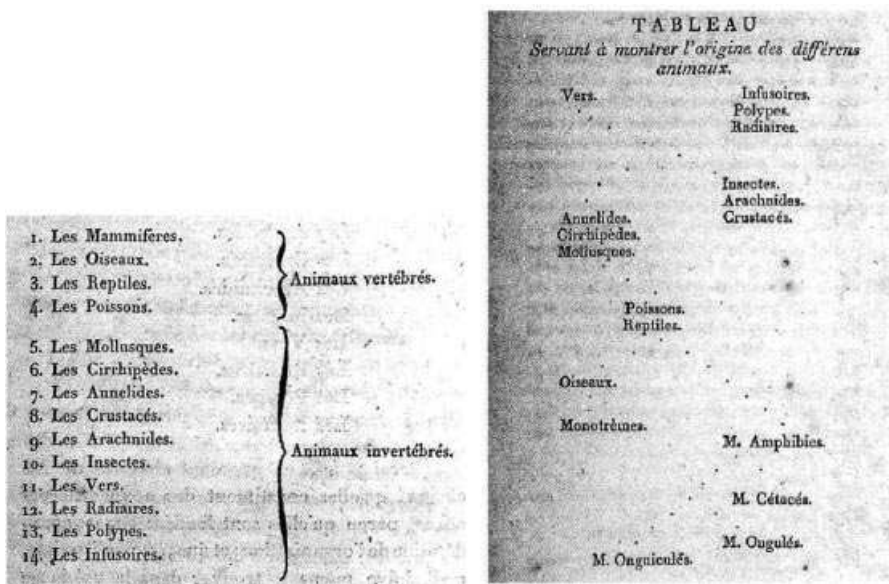 1. Les Mammifères.
2. Les Oiseaux.
3. Les Reptiles.
4. Les Poissons.
Animaux vertébrés.
5. Les Mollusques.
6. Les Cirrhipèdes.
7. Les Annelides.
8. Les Crustacés.
9. Les Arachnides.
10. Les Insectes.
11. Les Vers.
12. Les Radiaires.
13. Les Polypes.
14. Les Infusoires.
Animaux invertébrés.
TABLEAU
Servant à montrer l'origine des différens
animaux.
Vers. Infusoires.
Polypes.
Radiaires.
Insectes.
Arachnides.
Annelides. Crustacés.
Cirrhipèdes.
Mollusques.
Poissons.
Reptiles.
Oiseaux.
Monotrèmes.
M. Amphibies.
M. Cétacés.
M. Ongulés.
M. Onguiculés.